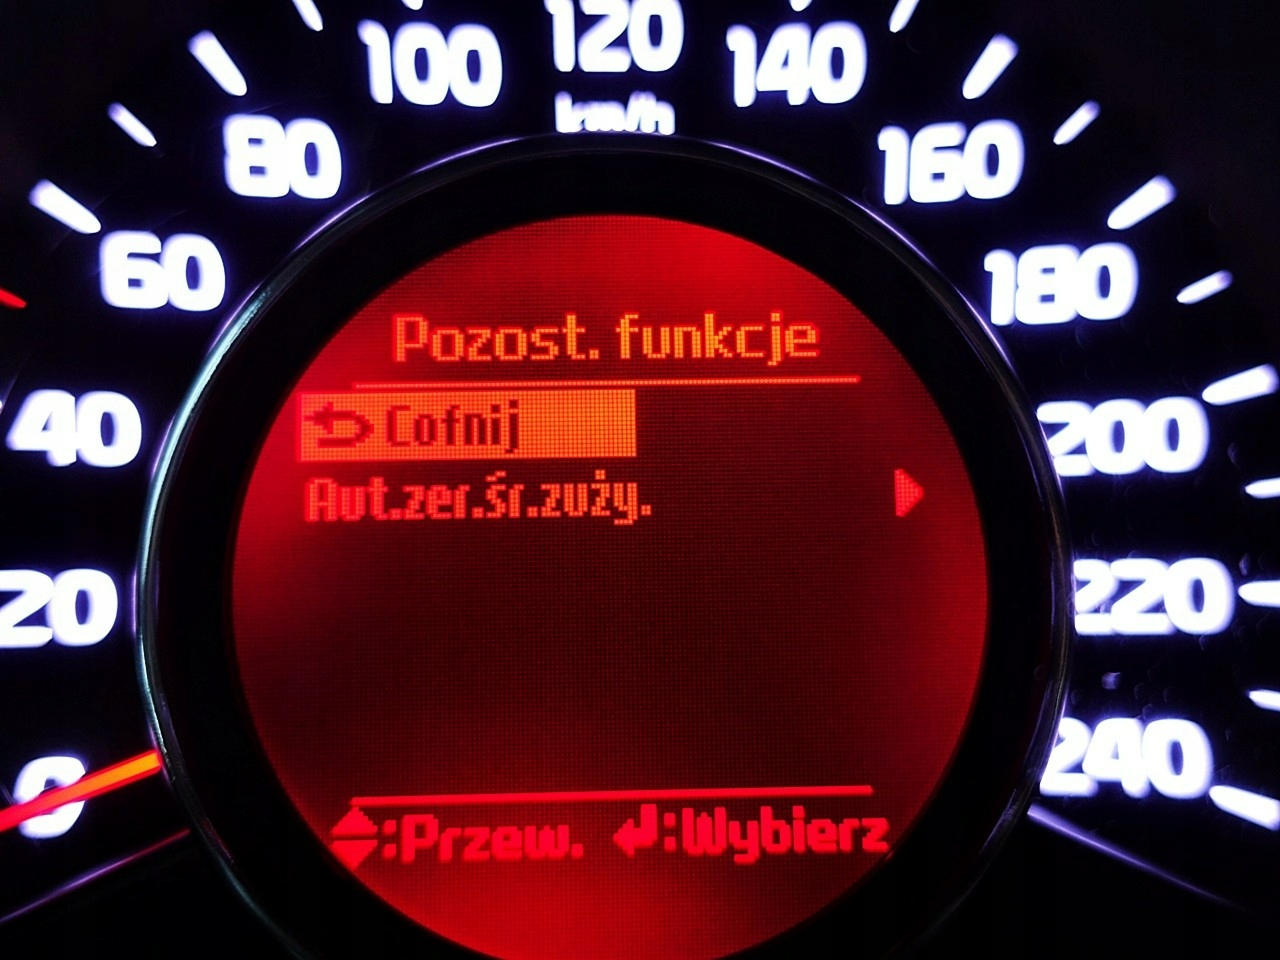 120
100 140
km/h
80 160
60 180
Pozost. funkcje
Cofnij
40 200
Aut.zer.śr.zuży.
20 220
0 240
:Przew. :Wybierz